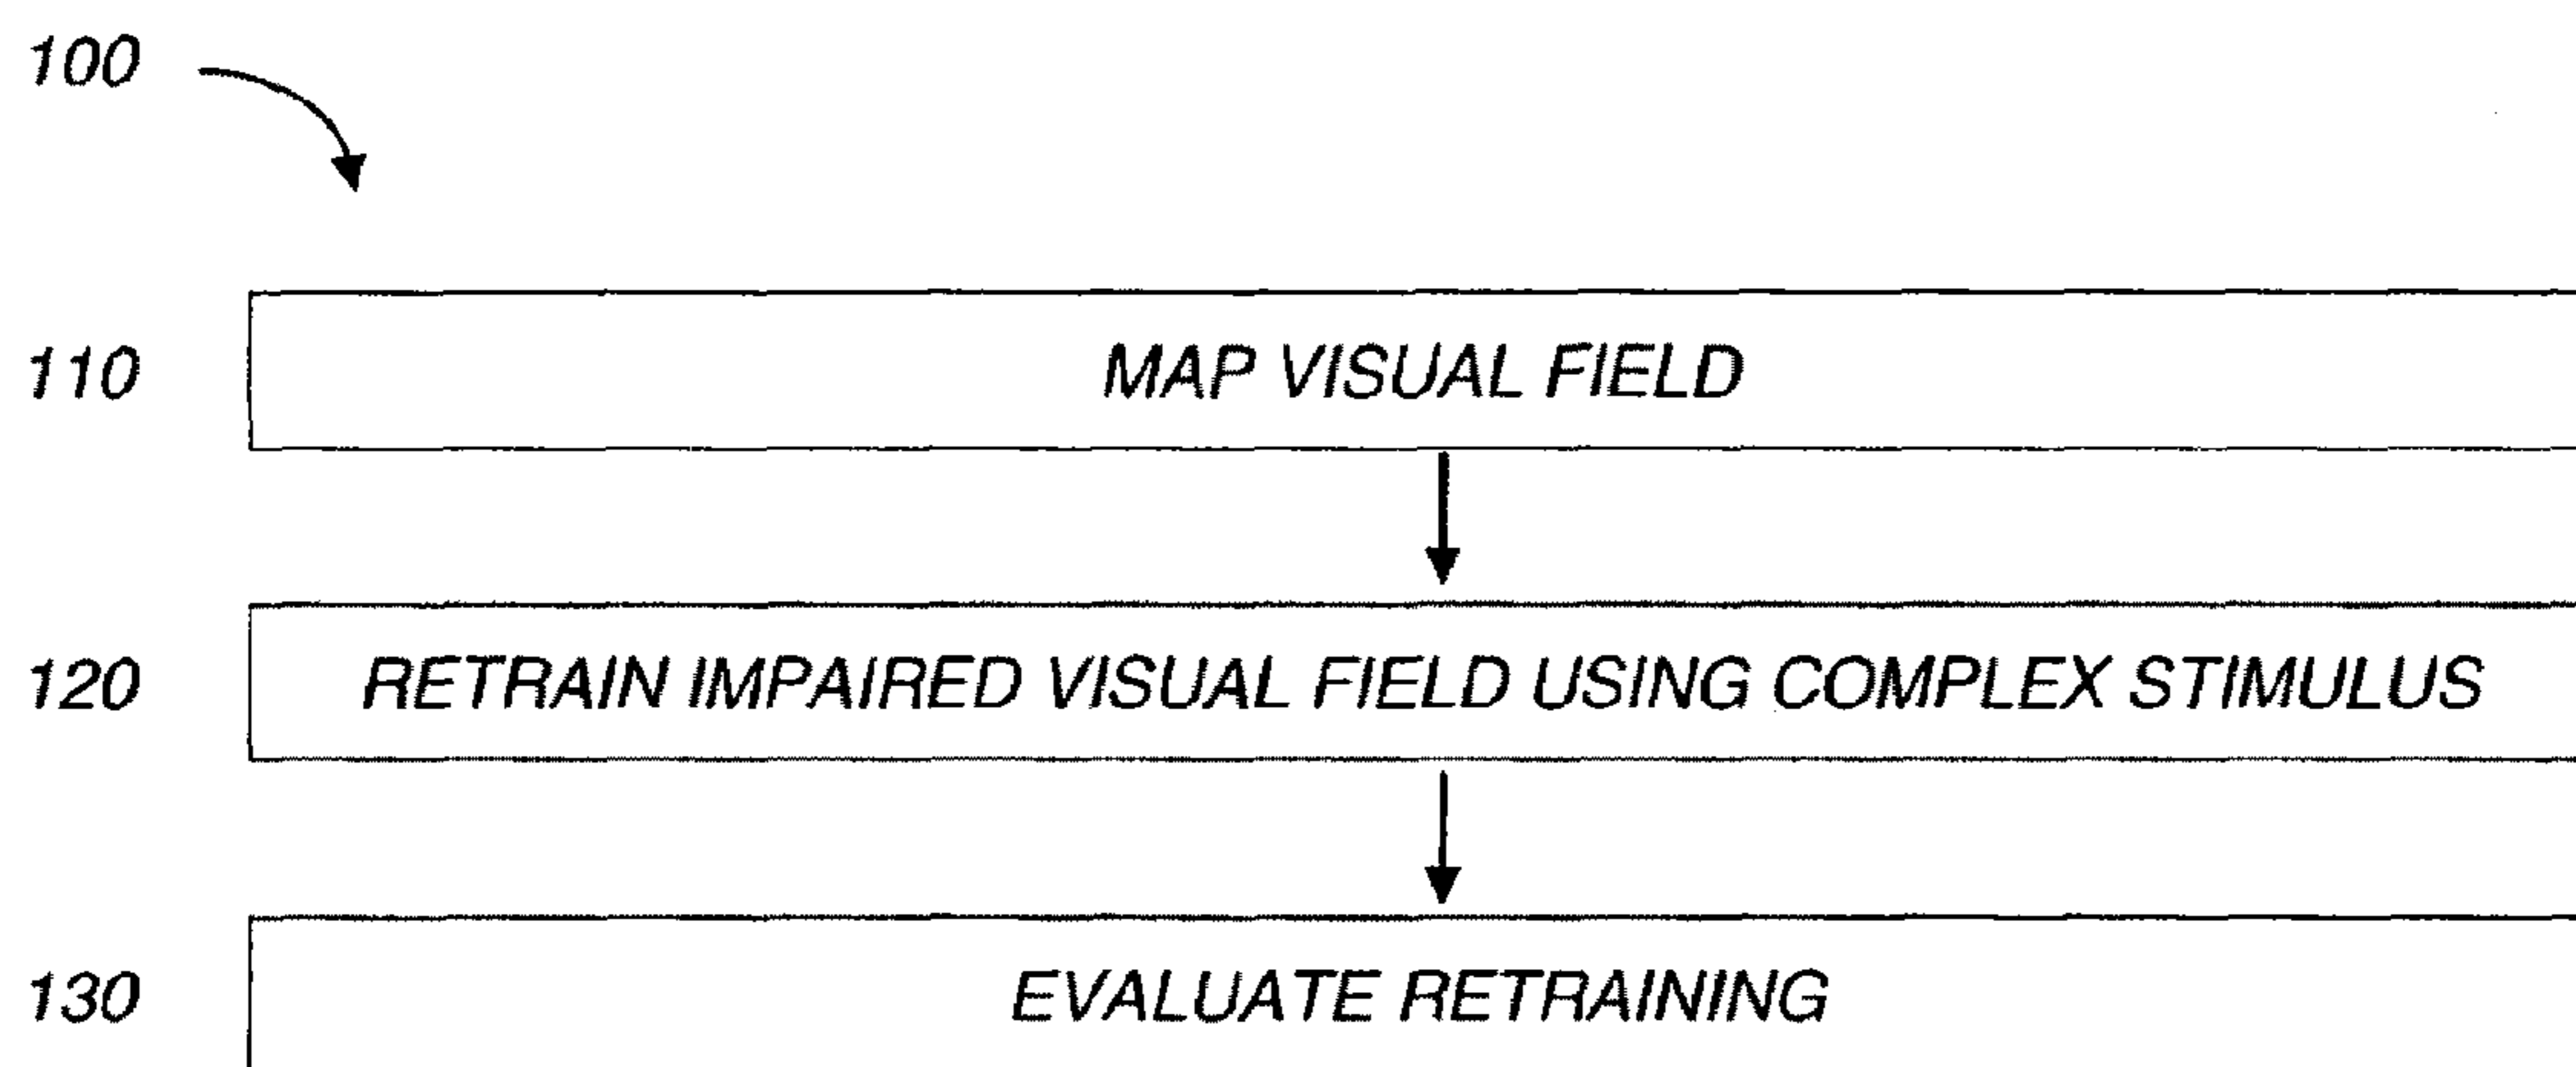 100
110 MAP VISUAL FIELD
120 RETRAIN IMPAIRED VISUAL FIELD USING COMPLEX STIMULUS
130 EVALUATE RETRAINING